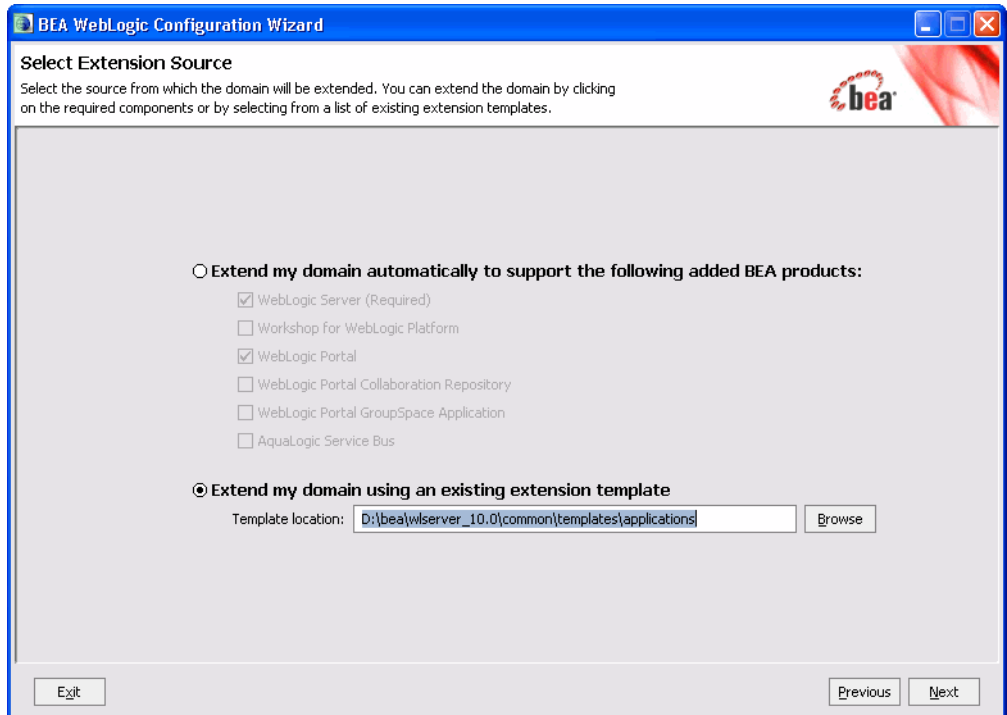 BEA WebLogic Configuration Wizard
Select Extension Source
Select the source from which the domain will be extended. You can extend the domain by clicking
on the required components or by selecting from a list of existing extension templates.
bea
Extend my domain automatically to support the following added BEA products:
WebLogic Server (Required)
Workshop for WebLogic Platform
WebLogic Portal
WebLogic Portal Collaboration Repository
WebLogic Portal GroupSpace Application
AquaLogic Service Bus
Extend my domain using an existing extension template
Template location: D:\bea\wlserver_10.0\common\templates\applications Browse
Exit Previous Next